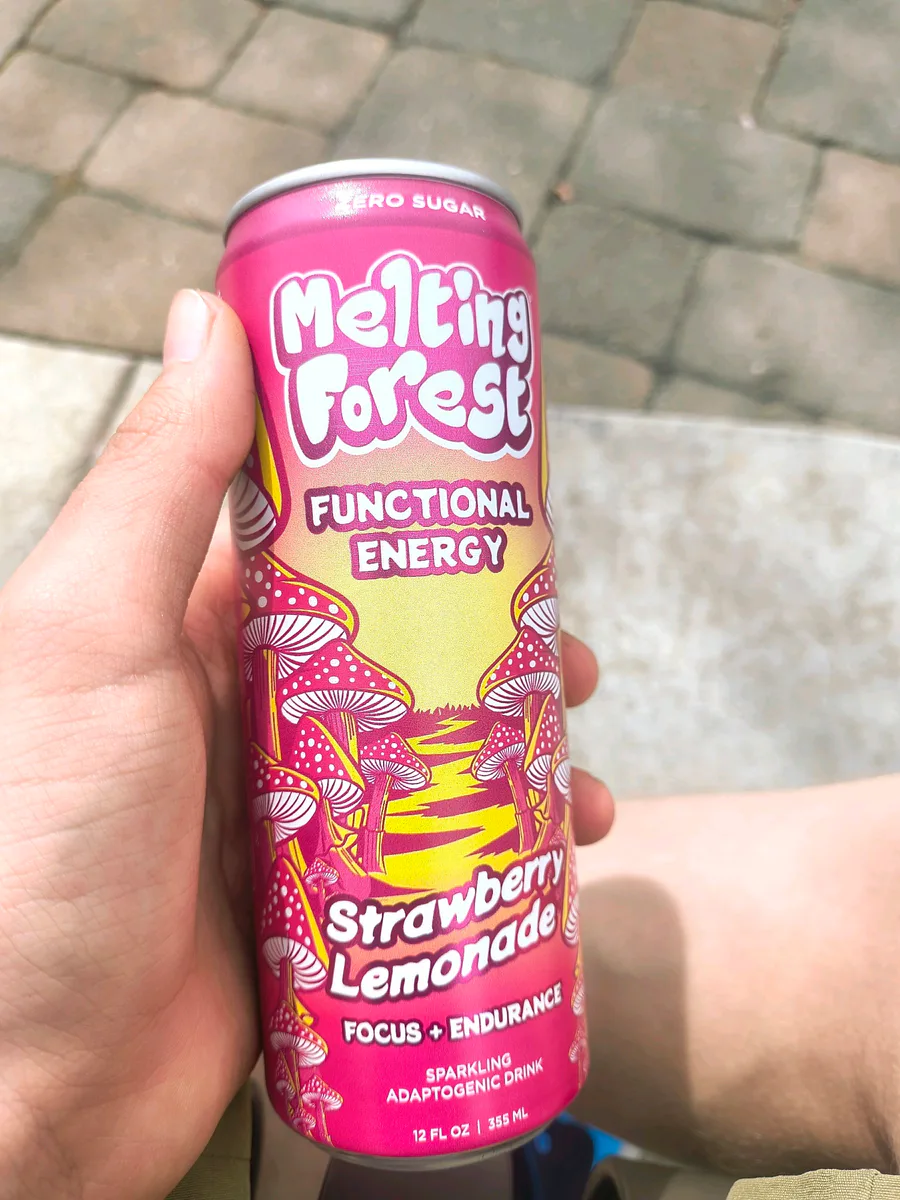 ZERO SUGAR
Melting
Forest
FUNCTIONAL
ENERGY
Strawberry
Lemonade
FOCUS + ENDURANCE
SPARKLING
ADAPTOGENIC DRINK
12 FL OZ | 355 ML